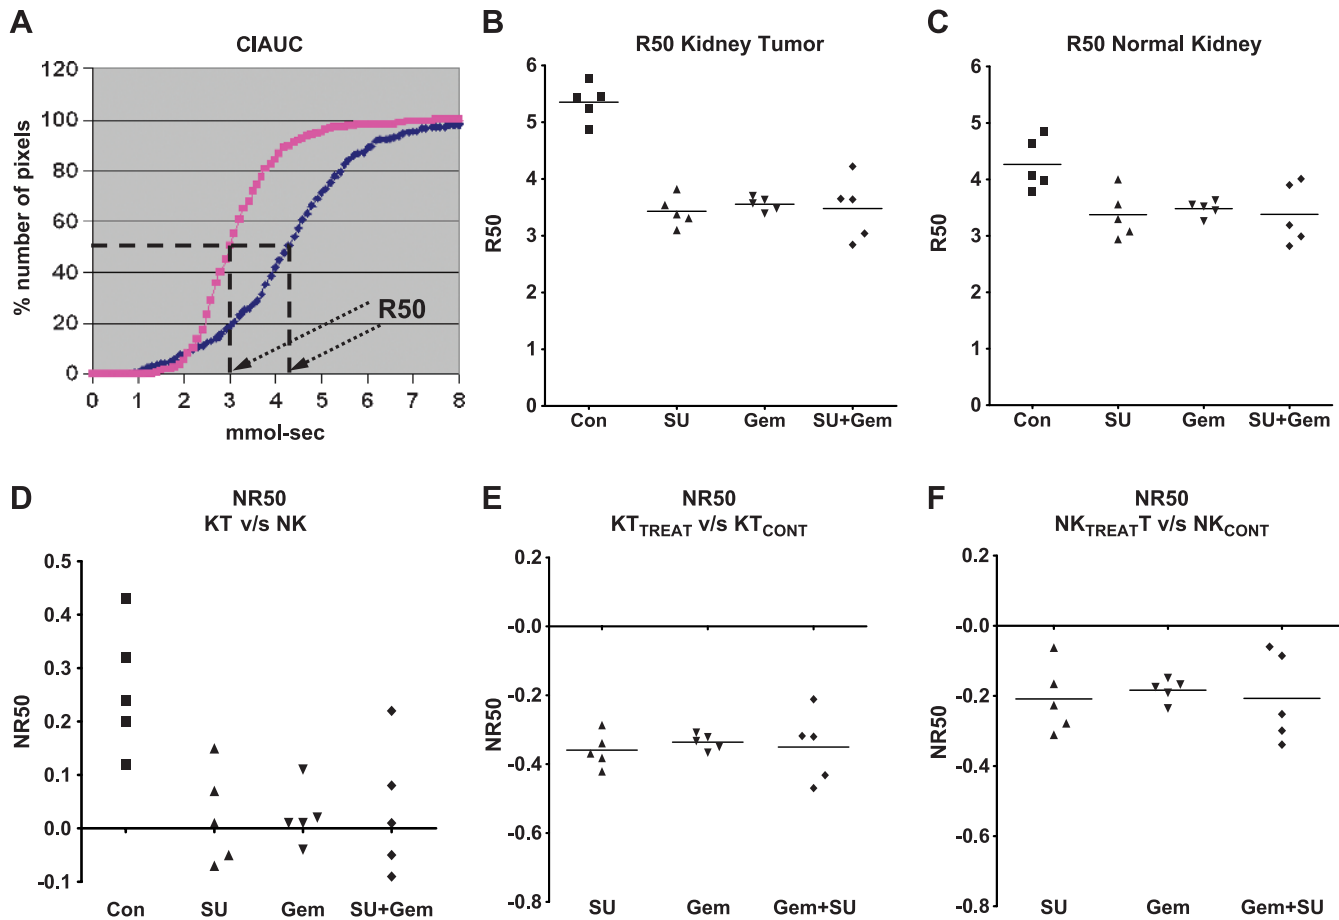 A
CIAUC
120
100
80
60
40
20
0
% number of pixels
R50
0 1 2 3 4 5 6 7 8
mmol-sec
B
R50 Kidney Tumor
6
5
4
3
2
1
0
R50
Con SU Gem SU+Gem
C
R50 Normal Kidney
6
5
4
3
2
1
0
R50
Con SU Gem SU+Gem
D
NR50
KT v/s NK
0.5
0.4
0.3
0.2
0.1
0.0
-0.1
NR50
Con SU Gem SU+Gem
E
NR50
KTTREAT v/s KTCONT
0.2
-0.0
-0.2
-0.4
-0.6
-0.8
NR50
SU Gem Gem+SU
F
NR50
NKTREATT v/s NKCONT
0.2
-0.0
-0.2
-0.4
-0.6
-0.8
NR50
SU Gem Gem+SU